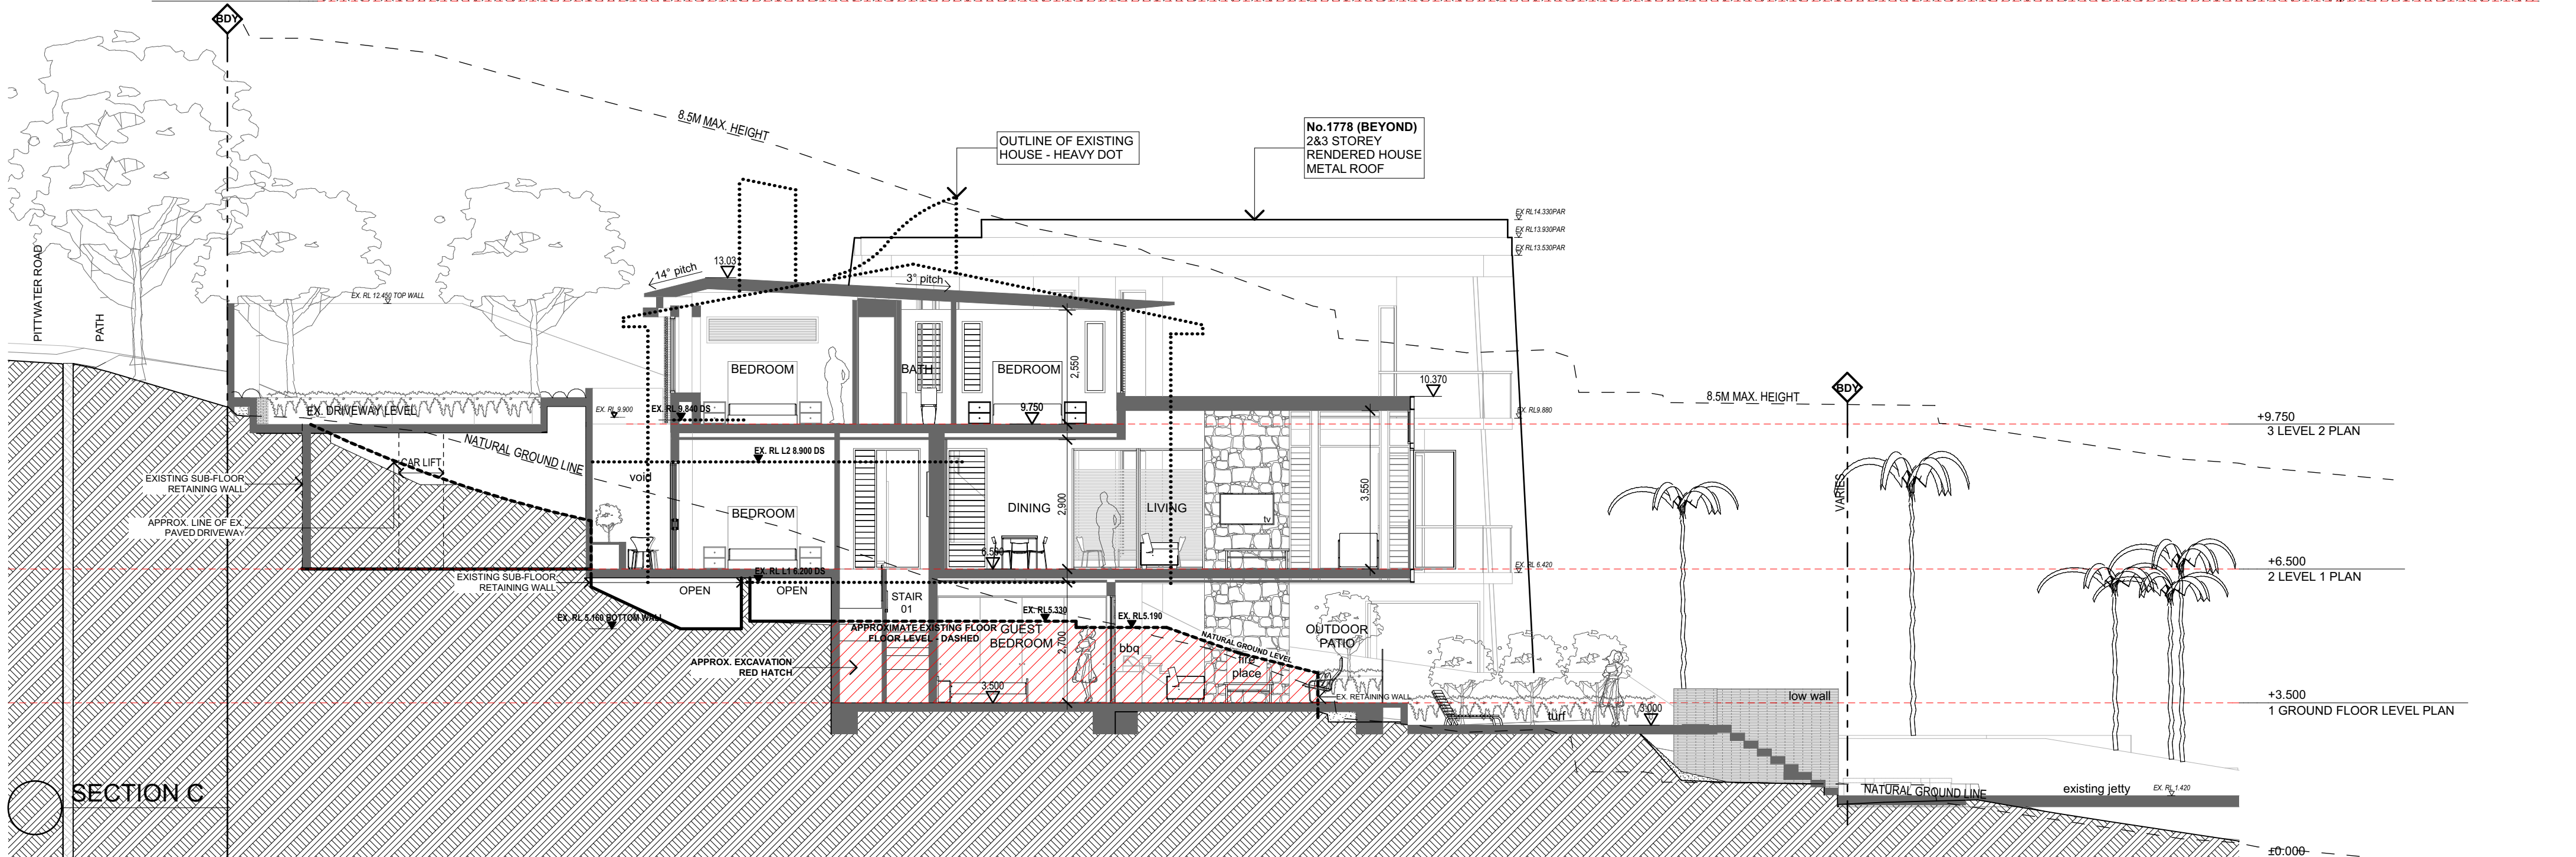 BDY
8.5M MAX. HEIGHT
OUTLINE OF EXISTING
HOUSE - HEAVY DOT
No.1778 (BEYOND)
2&3 STOREY
RENDERED HOUSE
METAL ROOF
EX RL14.330PAR
EX RL13.930PAR
EX RL13.530PAR
PITTWATER ROAD
PATH
EX. RL 12.450 TOP WALL
14° pitch
13.03
3° pitch
BEDROOM
BATH
BEDROOM
2,550
9.750
10.370
8.5M MAX. HEIGHT
BDY
EX. DRIVEWAY LEVEL
EX. RL 9.900
EX. RL 9.840 DS
EX. RL9.880
+9.750
3 LEVEL 2 PLAN
NATURAL GROUND LINE
CAR LIFT
EXISTING SUB-FLOOR
RETAINING WALL
void
EX. RL L2 8.900 DS
APPROX. LINE OF EX.
PAVED DRIVEWAY
BEDROOM
DINING
2,900
LIVING
tv
3,550
VARIES
6.500
EXISTING SUB-FLOOR
RETAINING WALL
EX. RL L1 6.200 DS
EX. RL 6.420
+6.500
2 LEVEL 1 PLAN
OPEN
OPEN
STAIR
01
EX. RL 5.160 BOTTOM WALL
EX. RL5.330
EX. RL5.190
APPROXIMATE EXISTING FLOOR
FLOOR LEVEL - DASHED
GUEST
BEDROOM
2,700
bbq
NATURAL GROUND LEVEL
OUTDOOR
PATIO
APPROX. EXCAVATION
RED HATCH
fire
place
3.500
EX. RETAINING WALL
turf
3.000
low wall
+3.500
1 GROUND FLOOR LEVEL PLAN
SECTION C
NATURAL GROUND LINE
existing jetty
EX. RL 1.420
±0.000